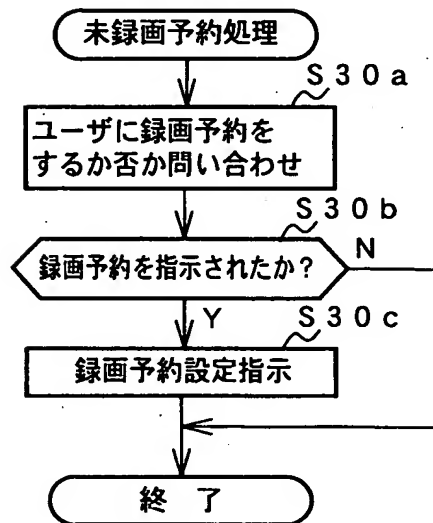 未録画予約処理
S30a
ユーザに録画予約を
するか否か問い合わせ
S30b
録画予約を指示されたか?
N
Y
S30c
録画予約設定指示
終 了